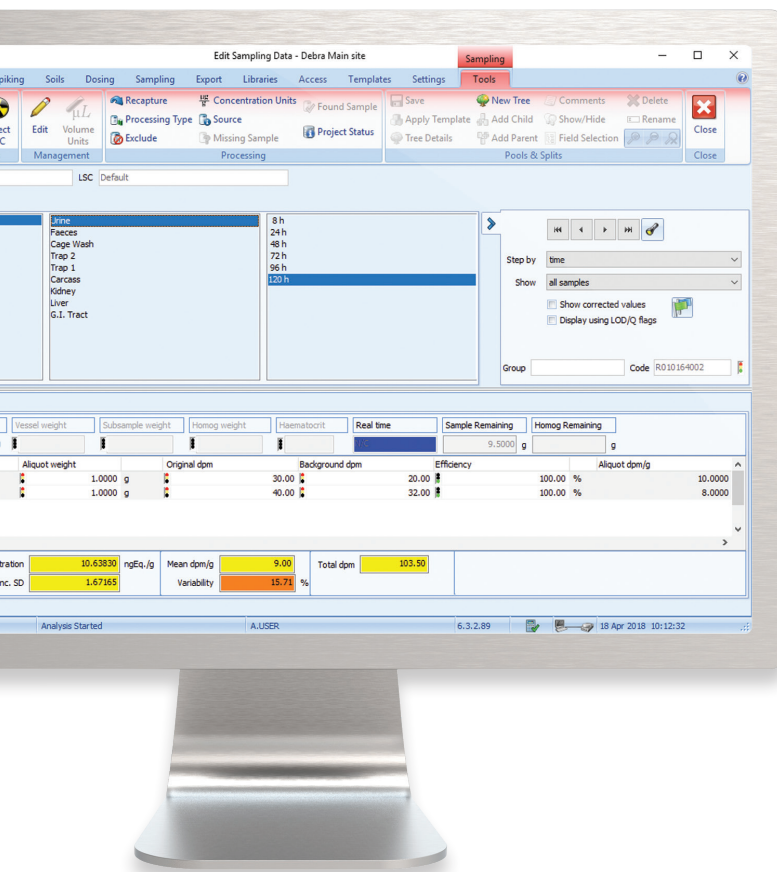 Edit Sampling Data - Debra Main site
Sampling
piking Soils Dosing Sampling Export Libraries Access Templates Settings Tools
ect
C
Edit
µL
Volume
Units
Management
Recapture
Processing Type
Exclude
Concentration Units
Source
Missing Sample
Found Sample
Project Status
Processing
Save
Apply Template
Tree Details
New Tree
Add Child
Add Parent
Comments
Show/Hide
Field Selection
Delete
Rename
Pools & Splits
Close
Close
LSC Default
Urine
Faeces
Cage Wash
Trap 2
Trap 1
Carcass
Kidney
Liver
G.I. Tract
8 h
24 h
48 h
72 h
96 h
120 h
Step by time
Show all samples
Show corrected values
Display using LOD/Q flags
Group Code R010164002
Vessel weight Subsample weight Homog weight Haematocrit Real time Sample Remaining Homog Remaining
9.5000 g g
Aliquot weight Original dpm Background dpm Efficiency Aliquot dpm/g
1.0000 g 30.00 20.00 100.00 % 10.0000
1.0000 g 40.00 32.00 100.00 % 8.0000
tration 10.63830 ngEq./g Mean dpm/g 9.00 Total dpm 103.50
nc. SD 1.67165 Variability 15.71 %
Analysis Started A.USER 6.3.2.89 18 Apr 2018 10:12:32